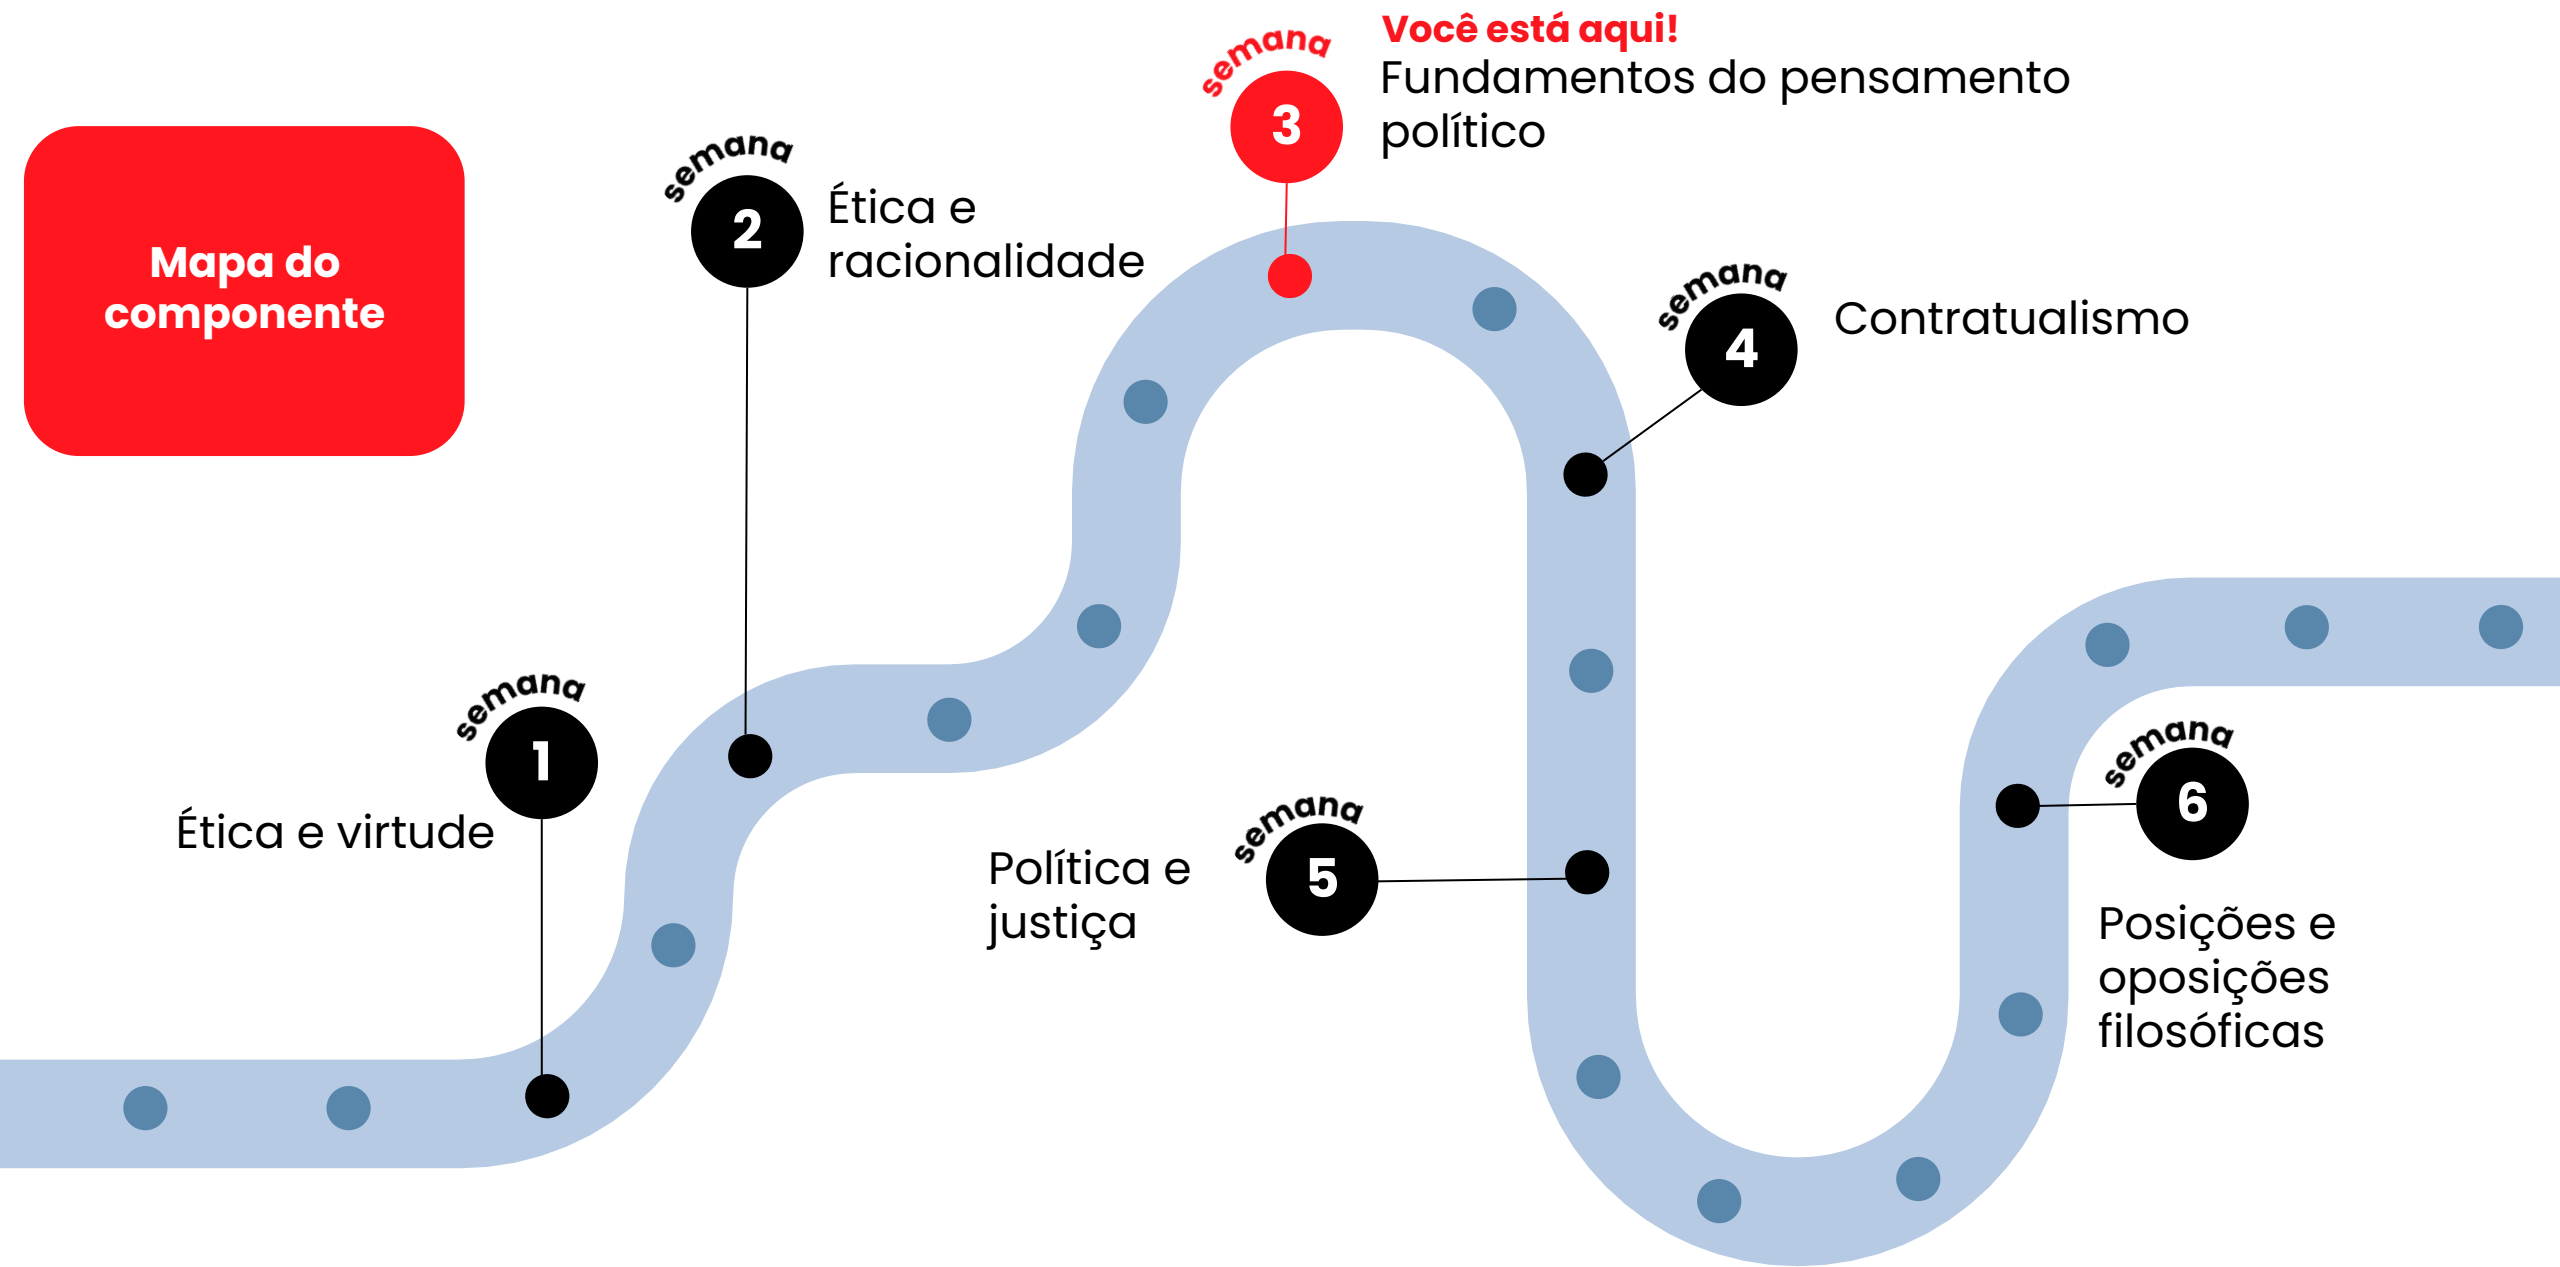 Mapa do
componente
semana
1
Ética e virtude
semana
2
Ética e
racionalidade
semana
3
Você está aqui!
Fundamentos do pensamento
político
semana
4
Contratualismo
semana
5
Política e
justiça
semana
6
Posições e
oposições
filosóficas